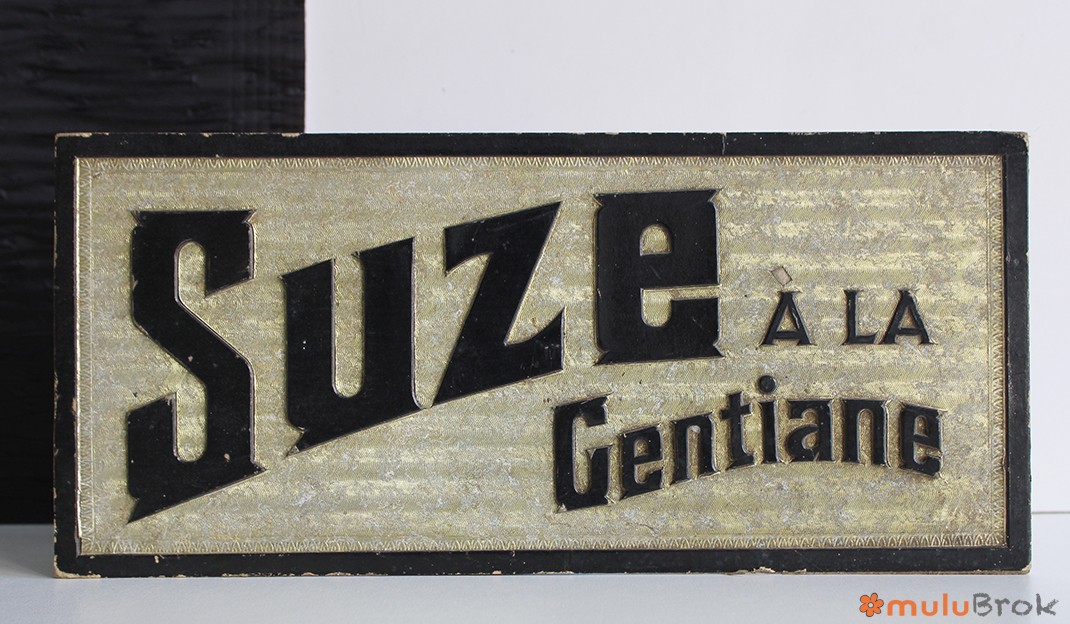 Suze À LA
Gentiane
muluBrok